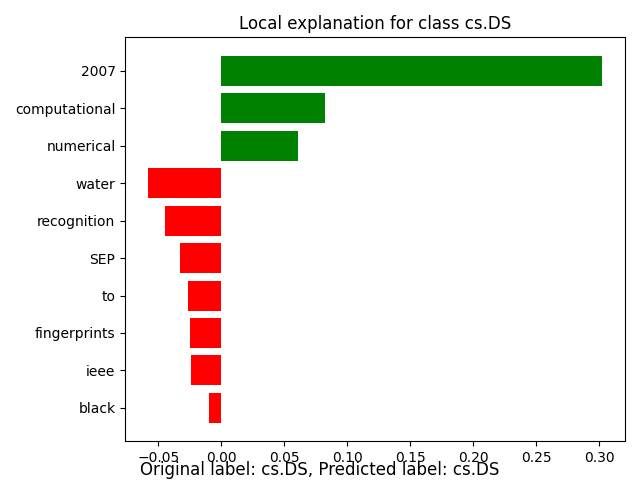 Local explanation for class cs.DS
2007
computational
numerical
water
recognition
SEP
to
fingerprints
ieee
black
−0.05 0.00 0.05 0.10 0.15 0.20 0.25 0.30
Original label: cs.DS, Predicted label: cs.DS